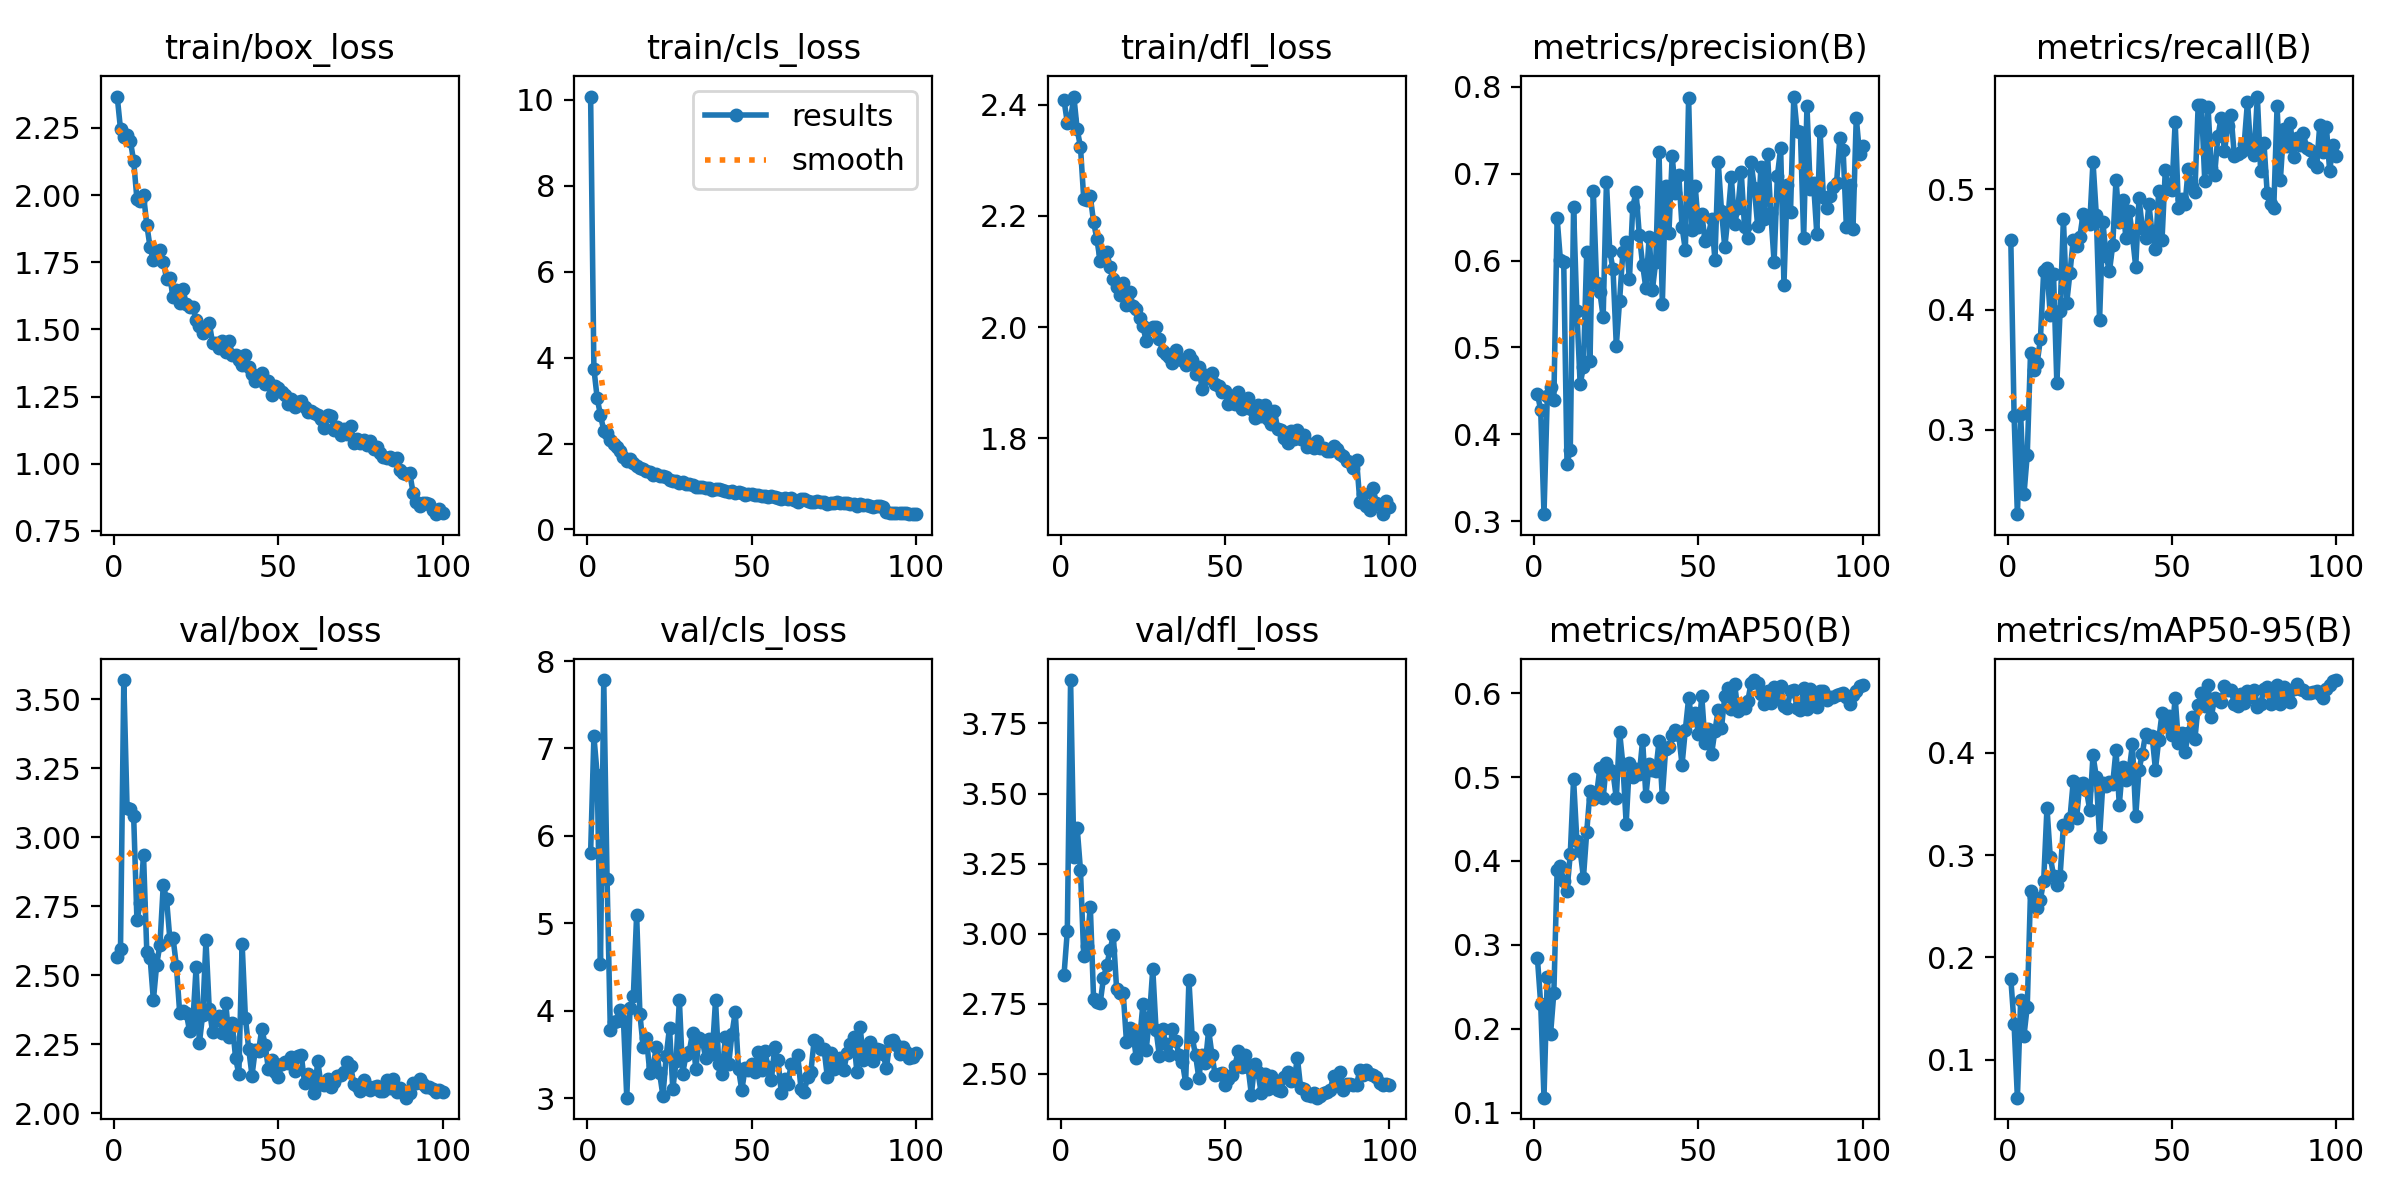 train/box_loss
2.25
2.00
1.75
1.50
1.25
1.00
0.75
0 50 100
train/cls_loss
results
smooth
10
8
6
4
2
0
0 50 100
train/dfl_loss
2.4
2.2
2.0
1.8
0 50 100
metrics/precision(B)
0.8
0.7
0.6
0.5
0.4
0.3
0 50 100
metrics/recall(B)
0.5
0.4
0.3
0 50 100
val/box_loss
3.50
3.25
3.00
2.75
2.50
2.25
2.00
0 50 100
val/cls_loss
8
7
6
5
4
3
0 50 100
val/dfl_loss
3.75
3.50
3.25
3.00
2.75
2.50
0 50 100
metrics/mAP50(B)
0.6
0.5
0.4
0.3
0.2
0.1
0 50 100
metrics/mAP50-95(B)
0.4
0.3
0.2
0.1
0 50 100